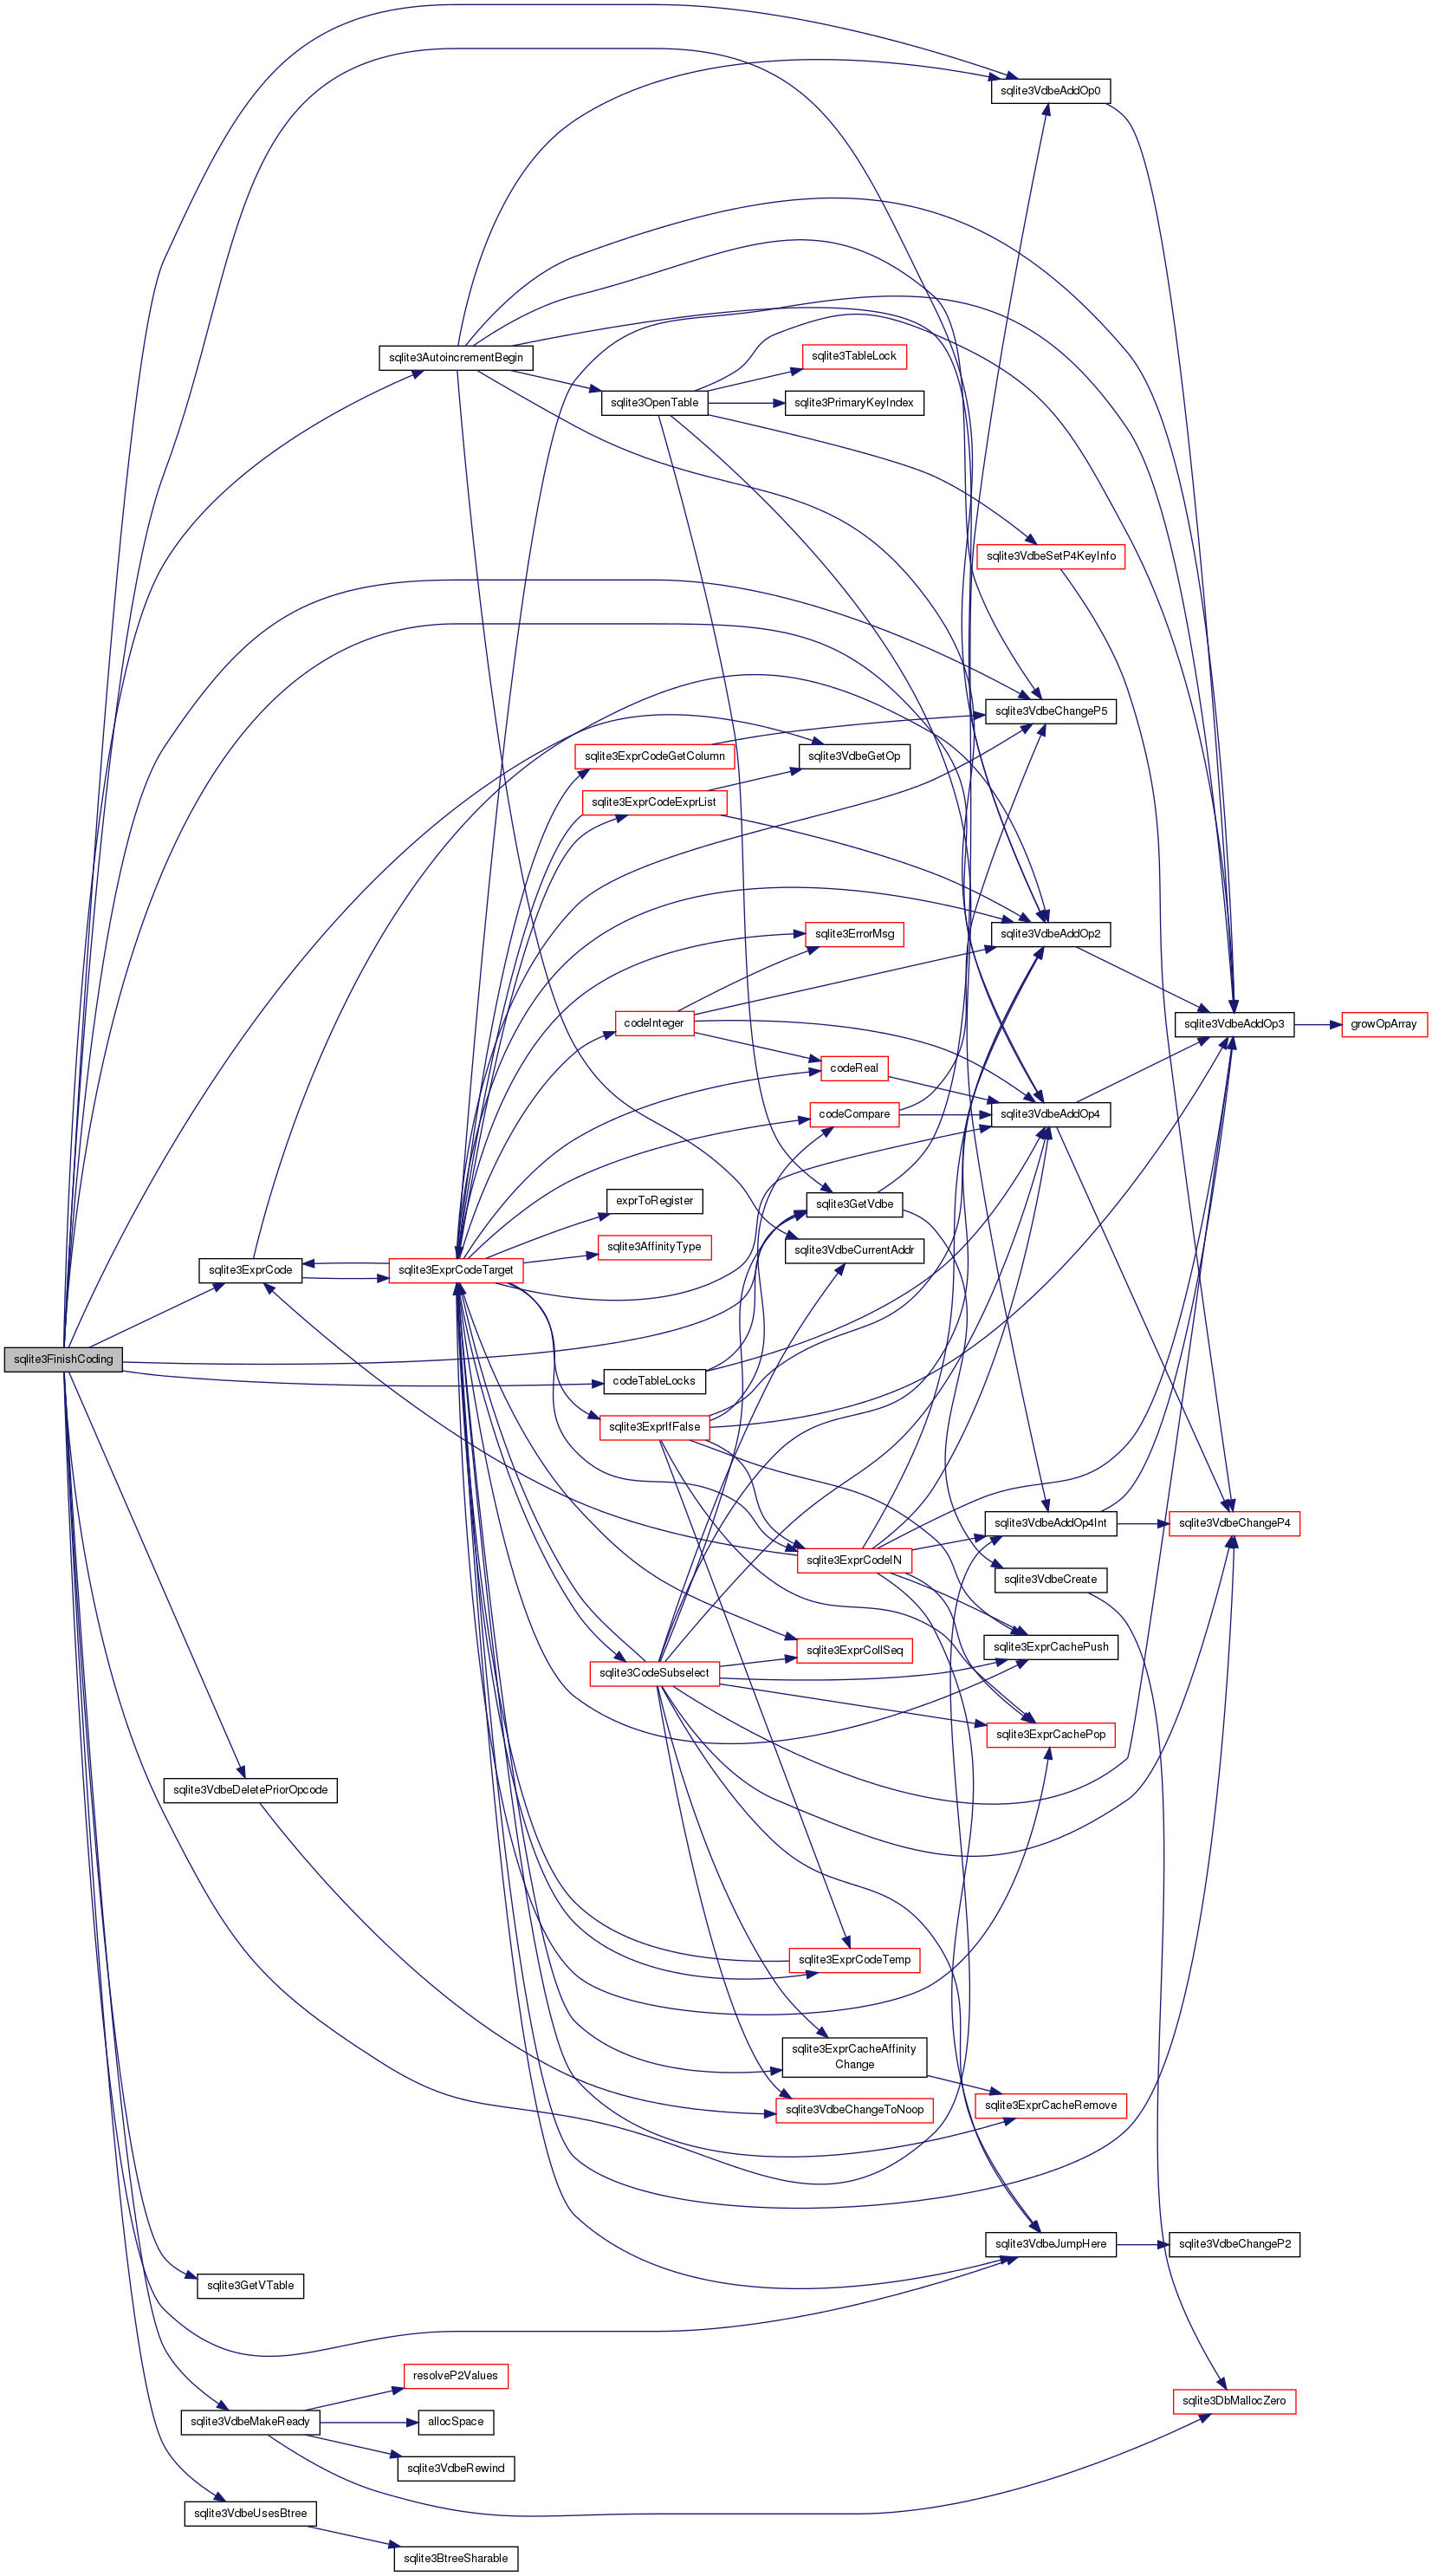 sqlite3VdbeAddOp0
sqlite3AutoincrementBegin
sqlite3TableLock
sqlite3OpenTable
sqlite3PrimaryKeyIndex
sqlite3VdbeSetP4KeyInfo
sqlite3VdbeChangeP5
sqlite3ExprCodeGetColumn
sqlite3VdbeGetOp
sqlite3ExprCodeExprList
sqlite3ErrorMsg
sqlite3VdbeAddOp2
codeInteger
sqlite3VdbeAddOp3
growOpArray
codeReal
codeCompare
sqlite3VdbeAddOp4
exprToRegister
sqlite3GetVdbe
sqlite3AffinityType
sqlite3VdbeCurrentAddr
sqlite3ExprCode
sqlite3ExprCodeTarget
sqlite3FinishCoding
codeTableLocks
sqlite3ExprIfFalse
sqlite3VdbeAddOp4Int
sqlite3VdbeChangeP4
sqlite3ExprCodeIN
sqlite3VdbeCreate
sqlite3ExprCachePush
sqlite3ExprCollSeq
sqlite3CodeSubselect
sqlite3ExprCachePop
sqlite3VdbeDeletePriorOpcode
sqlite3ExprCodeTemp
sqlite3ExprCacheAffinity
Change
sqlite3ExprCacheRemove
sqlite3VdbeChangeToNoop
sqlite3VdbeJumpHere
sqlite3VdbeChangeP2
sqlite3GetVTable
resolveP2Values
sqlite3DbMallocZero
sqlite3VdbeMakeReady
allocSpace
sqlite3VdbeRewind
sqlite3VdbeUsesBtree
sqlite3BtreeSharable